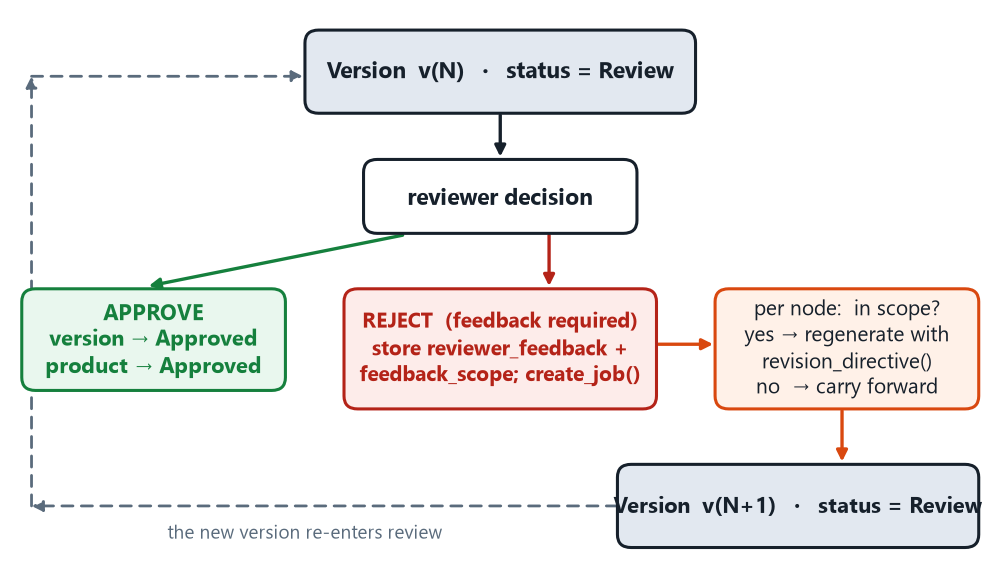 Version v(N) · status = Review
reviewer decision
APPROVE
version → Approved
product → Approved
REJECT (feedback required)
store reviewer_feedback +
feedback_scope; create_job()
per node: in scope?
yes → regenerate with
revision_directive()
no → carry forward
Version v(N+1) · status = Review
the new version re-enters review